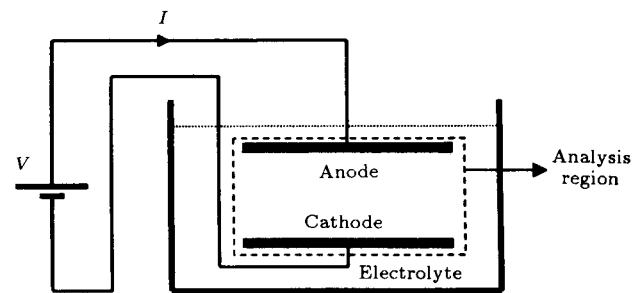 I
V
Anode
Analysis
region
Cathode
Electrolyte